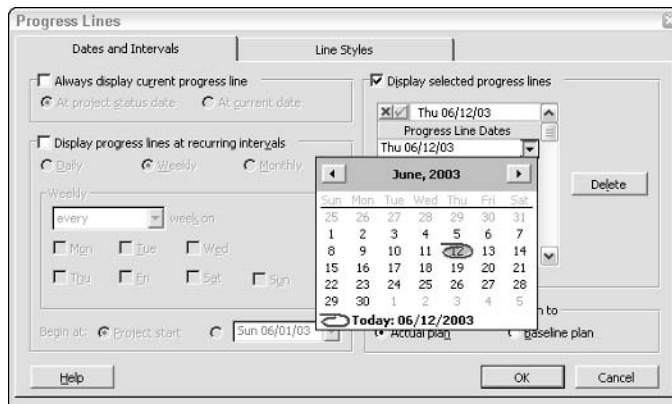 Progress Lines
Dates and Intervals
Line Styles
Always display current progress line
At project status date
At current date
Display progress lines at recurring intervals
Daily
Weekly
Monthly
Weekly
every
week on
Mon
Tue
Wed
Thu
Fri
Sat
Sun
Begin at:
Project start
Sun 06/01/03
Display selected progress lines
Thu 06/12/03
Progress Line Dates
Thu 06/12/03
Delete
June, 2003
Sun Mon Tue Wed Thu Fri Sat
25 26 27 28 29 30 31
1 2 3 4 5 6 7
8 9 10 11 12 13 14
15 16 17 18 19 20 21
22 23 24 25 26 27 28
29 30 1 2 3 4 5
Today: 06/12/2003
to
Actual plan
Baseline plan
Help
OK
Cancel